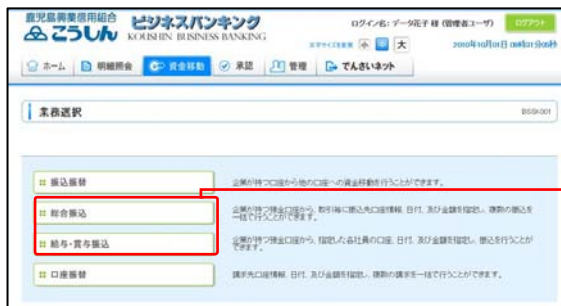 鹿児島興業信用組合
こうしん
ビジネスバンキング
KOUSHIN BUSINESS BANKING
ログイン名: データ花子 様 (管理者ユーザ)
ログアウト
文字サイズを変更 小 中 大
2010年10月01日 09時01分05秒
ホーム 明細照会 資金移動 承認 管理 でんさいネット
業務選択
BSSK001
振込振替
企業が持つ口座から他の口座への資金移動を行うことができます。
総合振込
企業が持つ預金口座から、取引毎に振込先口座情報、日付、及び金額を指定し、複数の振込を
一括で行うことができます。
給与・賞与振込
企業が持つ預金口座から、指定した各社員の口座、日付、及び金額を指定し、振込を行うことが
できます。
口座振替
請求先口座情報、日付、及び金額を指定し、複数の請求を一括で行うことができます。